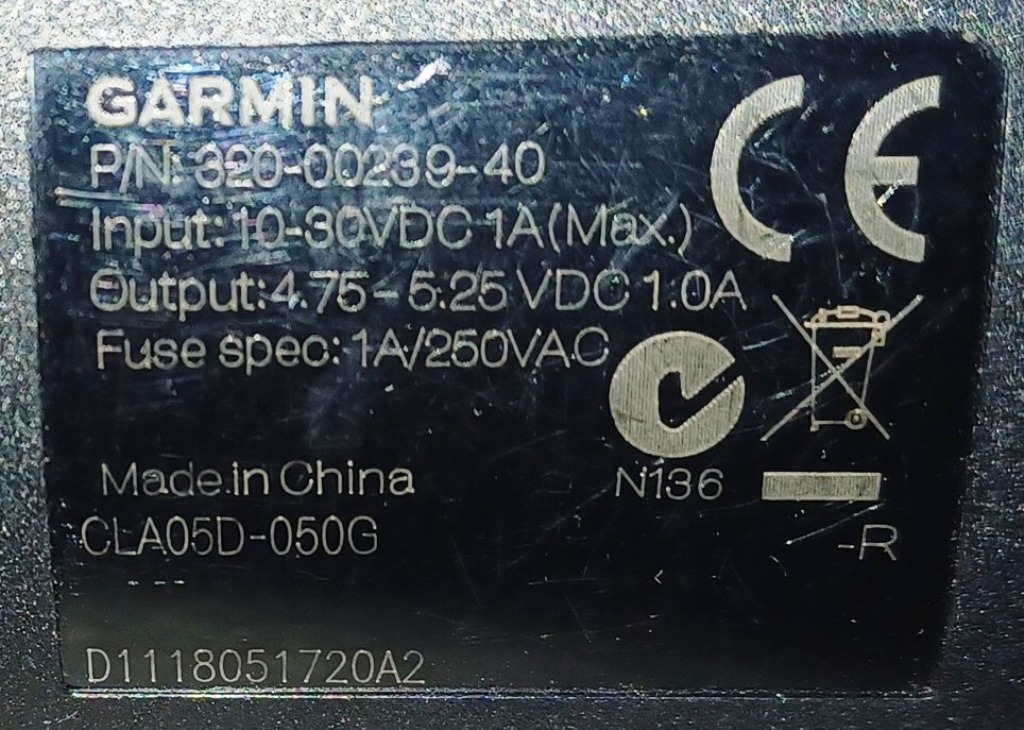 GARMIN
P/N: 320-00239-40
Input: 10-30VDC 1A(Max.)
Output: 4.75-5.25 VDC 1.0A
Fuse spec: 1A/250VAC
CE
N136
Made in China
CLA05D-050G
-R
---
D1118051720A2